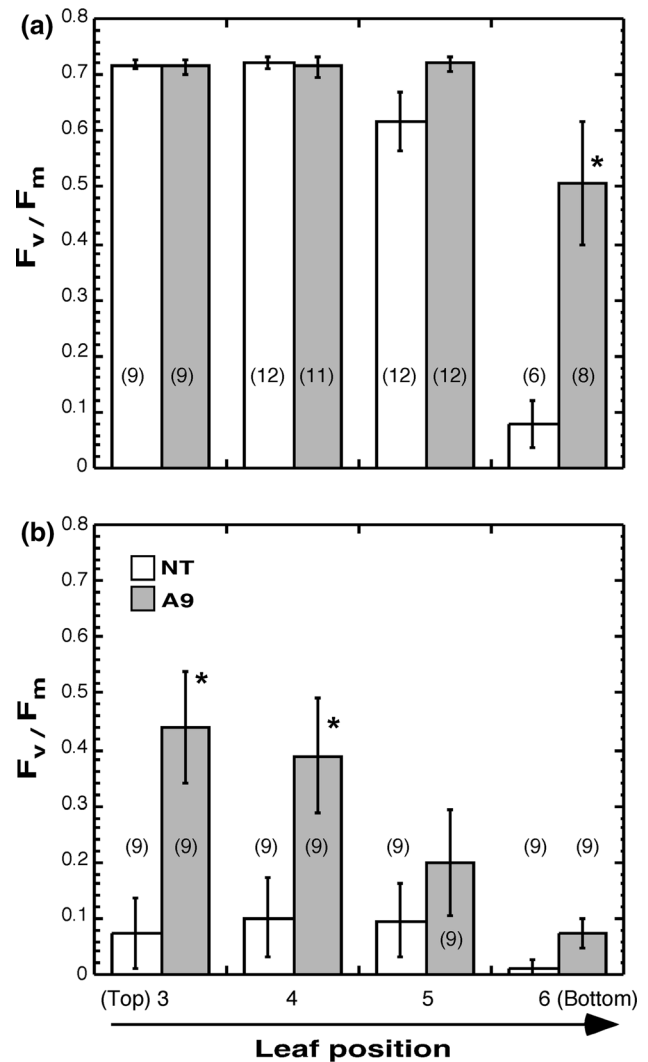 (a)
0.8
0.7
0.6
0.5
0.4
0.3
0.2
0.1
0
Fv / Fm
*
(9) (9) (12) (11) (12) (12) (6) (8)
(b)
0.8
0.7
0.6
0.5
0.4
0.3
0.2
0.1
0
Fv / Fm
NT
A9
* *
(9) (9) (9) (9) (9) (9) (9) (9)
(Top) 3 4 5 6 (Bottom)
Leaf position